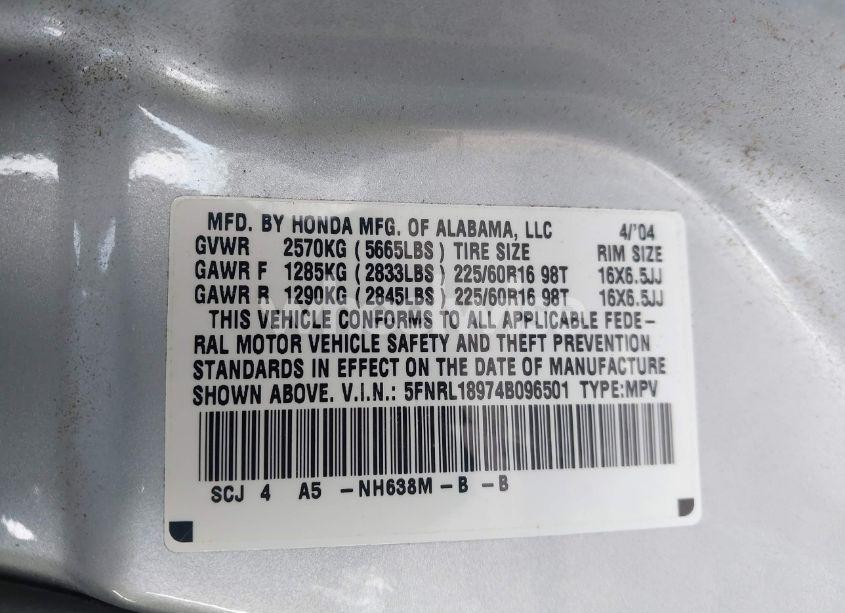 MFD. BY HONDA MFG. OF ALABAMA, LLC 4/'04
GVWR 2570KG ( 5665LBS ) TIRE SIZE RIM SIZE
GAWR F 1285KG ( 2833LBS ) 225/60R16 98T 16X6.5JJ
GAWR R 1290KG ( 2845LBS ) 225/60R16 98T 16X6.5JJ
THIS VEHICLE CONFORMS TO ALL APPLICABLE FEDE-
RAL MOTOR VEHICLE SAFETY AND THEFT PREVENTION
STANDARDS IN EFFECT ON THE DATE OF MANUFACTURE
SHOWN ABOVE. V.I.N.: 5FNRL18974B096501 TYPE:MPV
SCJ 4 A5 -NH638M -B -B